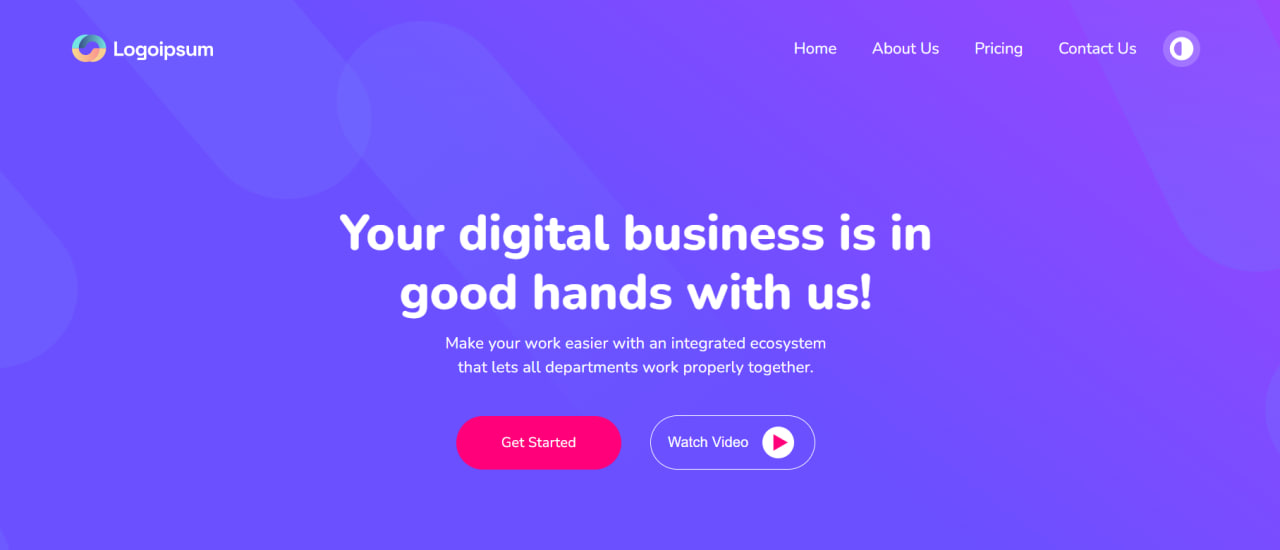 Logoipsum
Home About Us Pricing Contact Us
Your digital business is in
good hands with us!
Make your work easier with an integrated ecosystem
that lets all departments work properly together.
Get Started
Watch Video